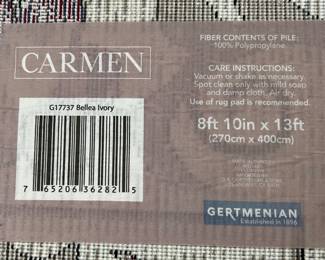 CARMEN
G17737 Bellea Ivory
7 65206 36282 5
FIBER CONTENTS OF PILE:
100% Polypropylene
CARE INSTRUCTIONS:
Vacuum or shake as necessary.
Spot clean only with mild soap
and damp cloth. Air dry.
Use of rug pad is recommended.
8ft 10in x 13ft
(270cm x 400cm)
GERTMENIAN
Established in 1896